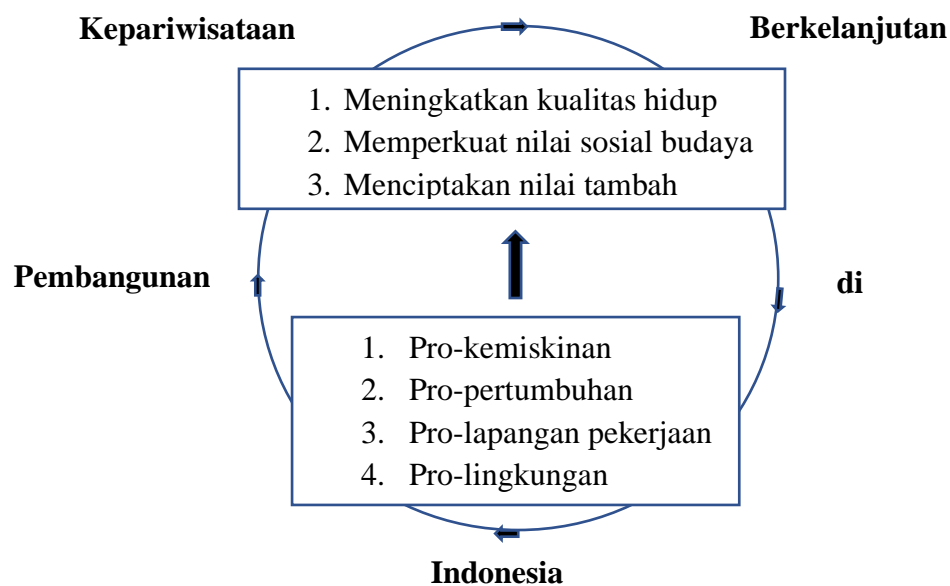 Kepariwisataan
Berkelanjutan
1. Meningkatkan kualitas hidup
2. Memperkuat nilai sosial budaya
3. Menciptakan nilai tambah
Pembangunan
di
1. Pro-kemiskinan
2. Pro-pertumbuhan
3. Pro-lapangan pekerjaan
4. Pro-lingkungan
Indonesia